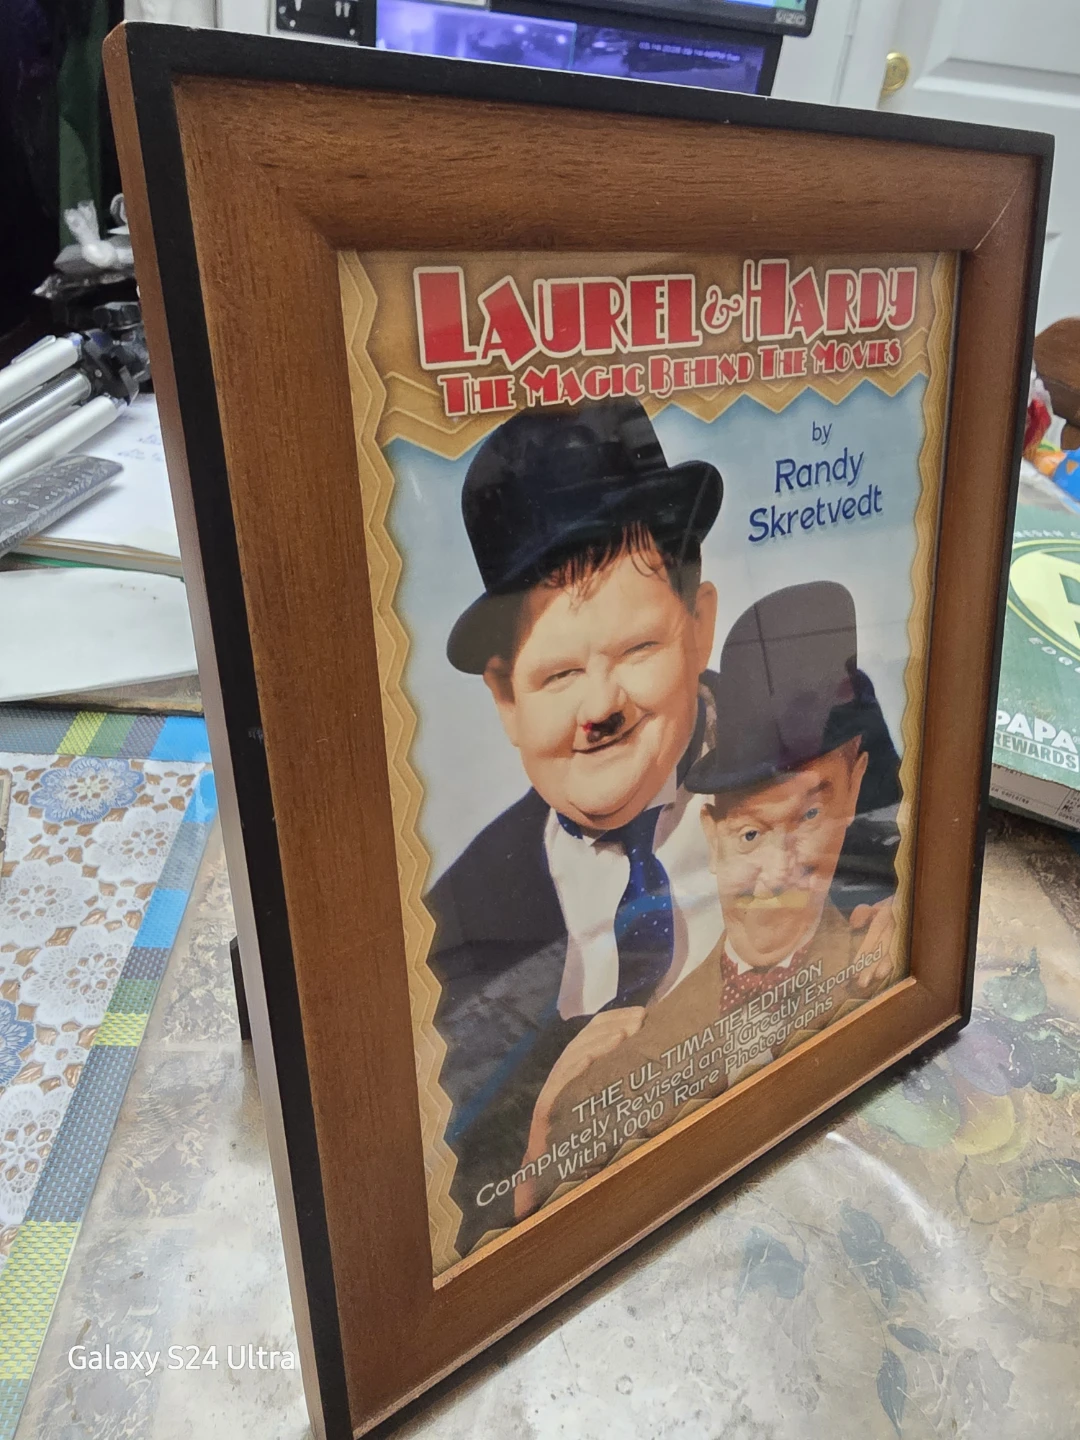 VIZIO
LAUREL & HARDY
THE MAGIC BEHIND THE MOVIES
by
Randy
Skretvedt
THE ULTIMATE EDITION
Completely Revised and Greatly Expanded
With 1,000 Rare Photographs
PAPA
REWARDS
Galaxy S24 Ultra